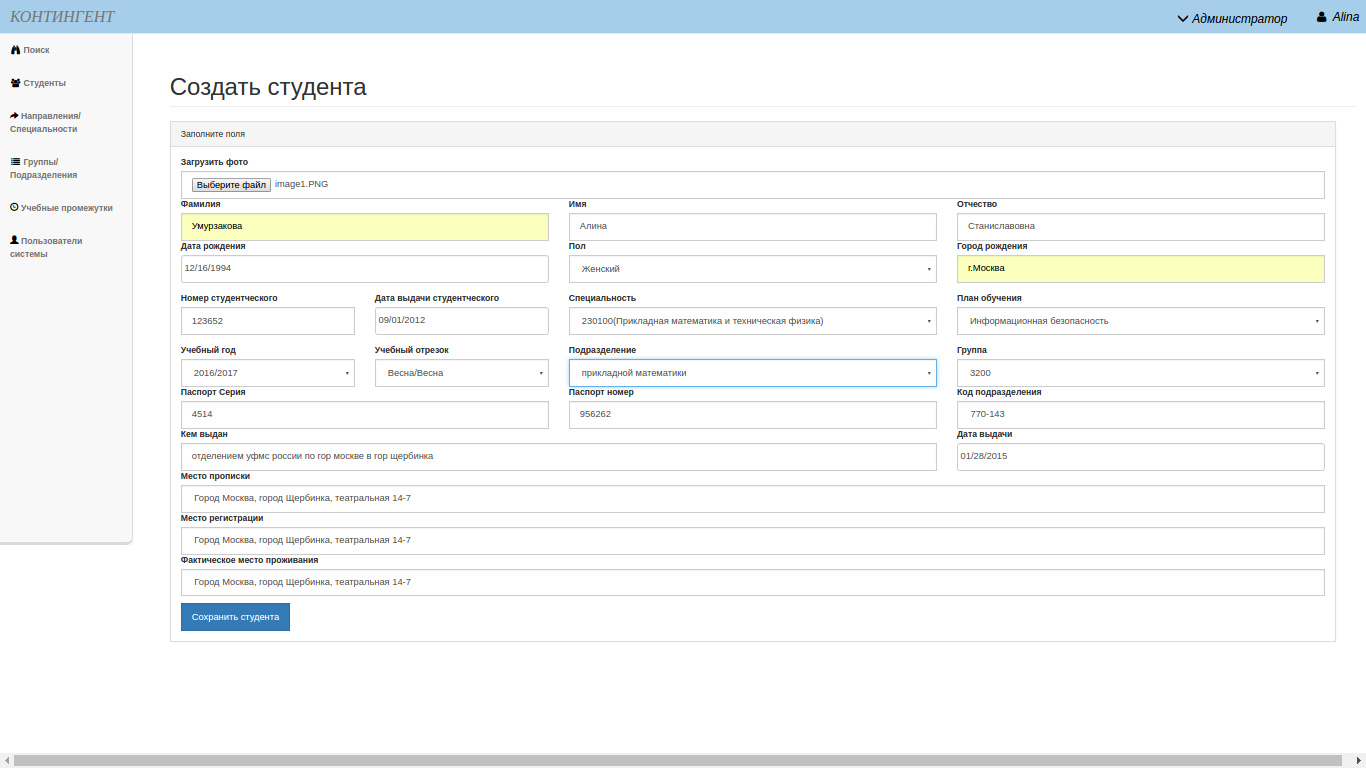 КОНТИНГЕНТ
Администратор
Alina
Поиск
Студенты
Направления/
Специальности
Группы/
Подразделения
Учебные промежутки
Пользователи
системы
Создать студента
Заполните поля
Загрузить фото
Выберите файл image1.PNG
Фамилия Имя Отчество
Умурзакова Алина Станиславовна
Дата рождения Пол Город рождения
12/16/1994 Женский г.Москва
Номер студентческого Дата выдачи студентческого Специальность План обучения
123652 09/01/2012 230100(Прикладная математика и техническая физика) Информационная безопасность
Учебный год Учебный отрезок Подразделение Группа
2016/2017 Весна/Весна прикладной математики 3200
Паспорт Серия Паспорт номер Код подразделения
4514 956262 770-143
Кем выдан Дата выдачи
отделением уфмс россии по гор москве в гор щербинка 01/28/2015
Место прописки
Город Москва, город Щербинка, театральная 14-7
Место регистрации
Город Москва, город Щербинка, театральная 14-7
Фактическое место проживания
Город Москва, город Щербинка, театральная 14-7
Сохранить студента